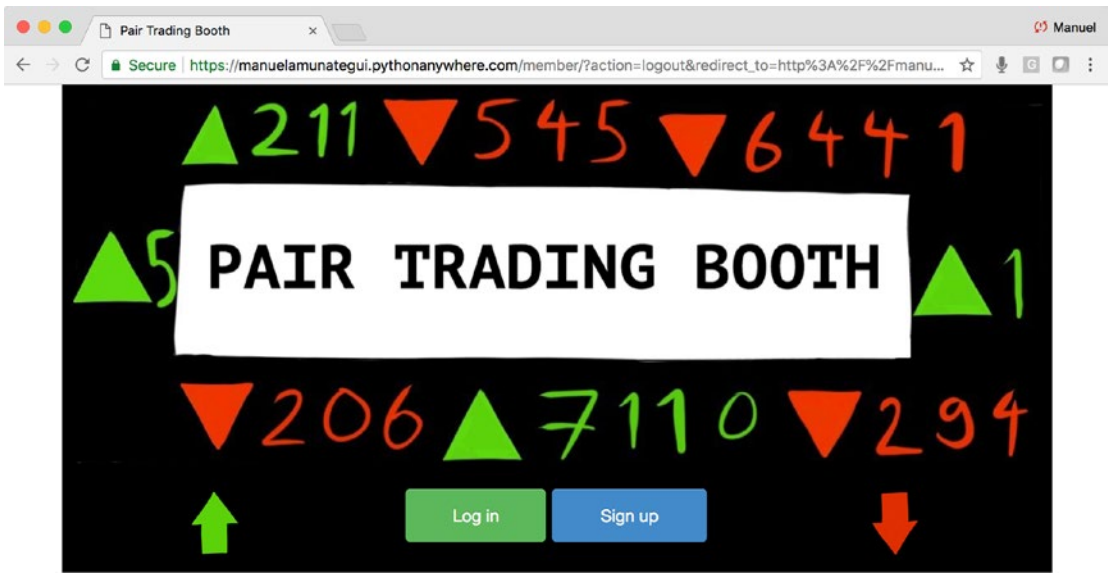 Pair Trading Booth
Manuel
Secure https://manuelamunategui.pythonanywhere.com/member/?action=logout&redirect_to=http%3A%2F%2Fmanu...
▲211 ▼545 ▼6441
▲5 PAIR TRADING BOOTH ▲1
▼206 ▲7110 ▼294
Log in Sign up